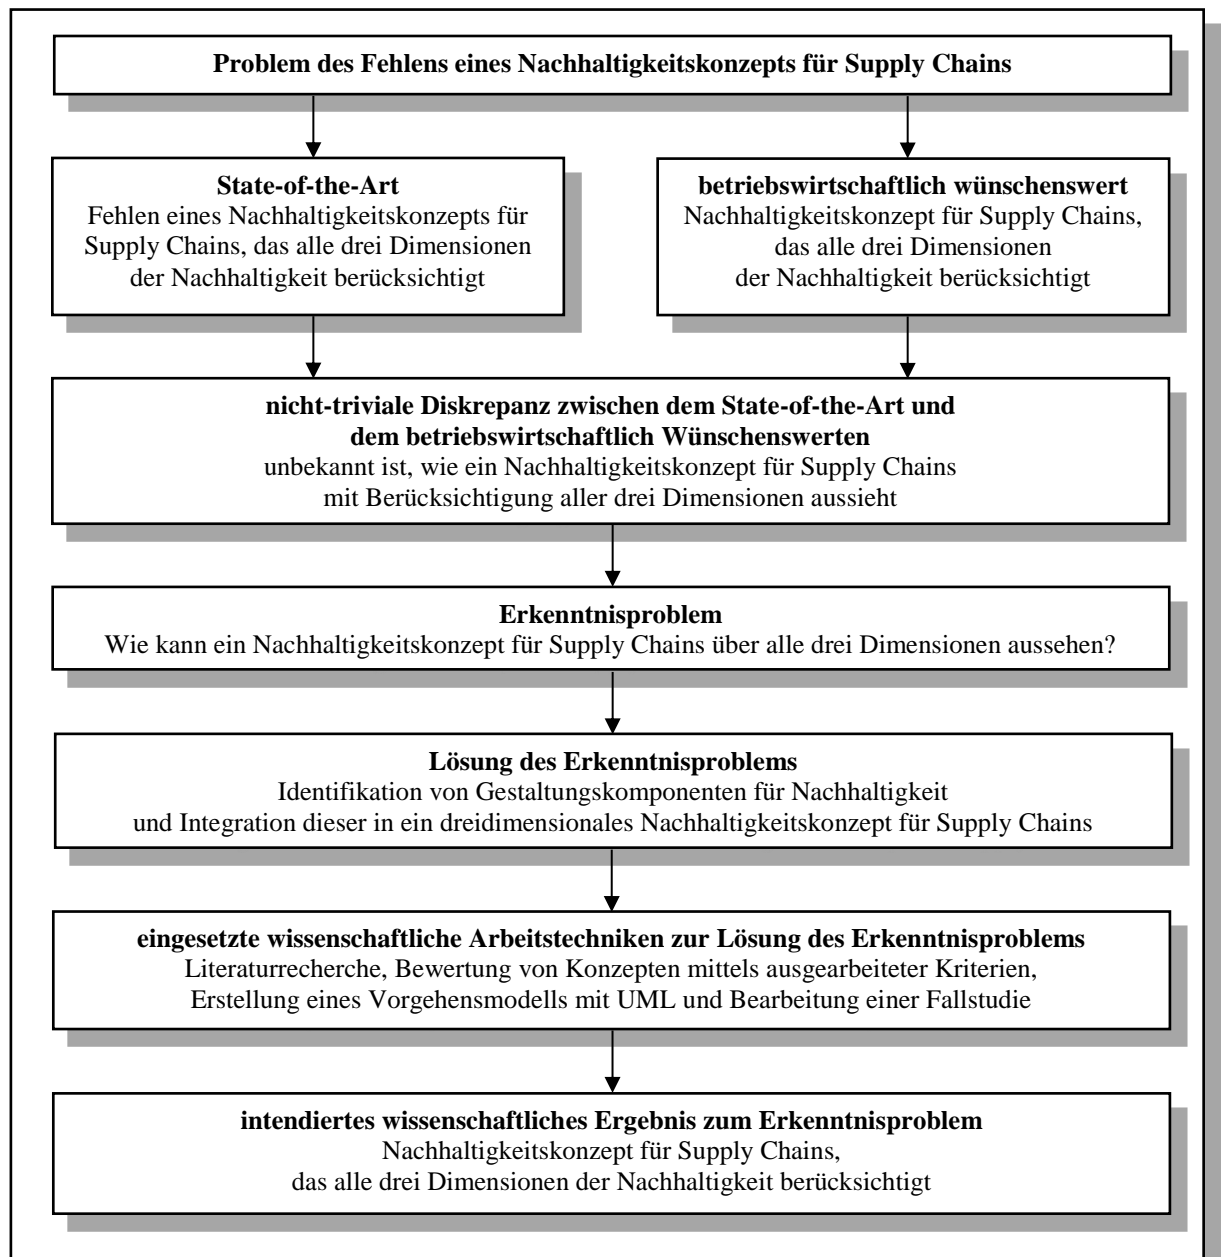 Problem des Fehlens eines Nachhaltigkeitskonzepts für Supply Chains
State-of-the-Art
Fehlen eines Nachhaltigkeitskonzepts für
Supply Chains, das alle drei Dimensionen
der Nachhaltigkeit berücksichtigt
betriebswirtschaftlich wünschenswert
Nachhaltigkeitskonzept für Supply Chains,
das alle drei Dimensionen
der Nachhaltigkeit berücksichtigt
nicht-triviale Diskrepanz zwischen dem State-of-the-Art und
dem betriebswirtschaftlich Wünschenswerten
unbekannt ist, wie ein Nachhaltigkeitskonzept für Supply Chains
mit Berücksichtigung aller drei Dimensionen aussieht
Erkenntnisproblem
Wie kann ein Nachhaltigkeitskonzept für Supply Chains über alle drei Dimensionen aussehen?
Lösung des Erkenntnisproblems
Identifikation von Gestaltungskomponenten für Nachhaltigkeit
und Integration dieser in ein dreidimensionales Nachhaltigkeitskonzept für Supply Chains
eingesetzte wissenschaftliche Arbeitstechniken zur Lösung des Erkenntnisproblems
Literaturrecherche, Bewertung von Konzepten mittels ausgearbeiteter Kriterien,
Erstellung eines Vorgehensmodells mit UML und Bearbeitung einer Fallstudie
intendiertes wissenschaftliches Ergebnis zum Erkenntnisproblem
Nachhaltigkeitskonzept für Supply Chains,
das alle drei Dimensionen der Nachhaltigkeit berücksichtigt